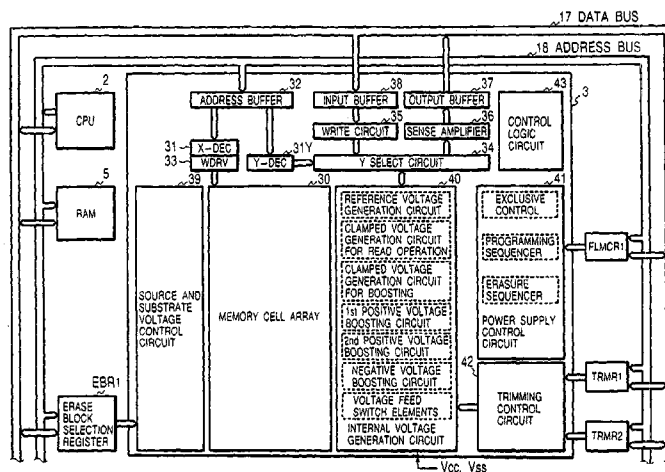 17 DATA BUS
18 ADDRESS BUS
2
CPU
5
RAM
32
ADDRESS BUFFER
38
INPUT BUFFER
37
OUTPUT BUFFER
43
3
CONTROL
LOGIC
CIRCUIT
35
WRITE CIRCUIT
36
SENSE AMPLIFIER
31
X-DEC
33
WDRV
31Y
Y-DEC
34
Y SELECT CIRCUIT
39
SOURCE AND
SUBSTRATE
VOLTAGE
CONTROL
CIRCUIT
30
MEMORY CELL ARRAY
40
REFERENCE VOLTAGE
GENERATION CIRCUIT
CLAMPED VOLTAGE
GENERATION CIRCUIT
FOR READ OPERATION
CLAMPED VOLTAGE
GENERATION CIRCUIT
FOR BOOSTING
1st POSITIVE VOLTAGE
BOOSTING CIRCUIT
2nd POSITIVE VOLTAGE
BOOSTING CIRCUIT
NEGATIVE VOLTAGE
BOOSTING CIRCUIT
VOLTAGE FEED
SWITCH ELEMENTS
INTERNAL VOLTAGE
GENERATION CIRCUIT
41
EXCLUSIVE
CONTROL
PROGRAMMING
SEQUENCER
ERASURE
SEQUENCER
POWER SUPPLY
CONTROL
CIRCUIT
FLMCR1
42
TRIMMING
CONTROL
CIRCUIT
TRMR1
TRMR2
EBR1
ERASE
BLOCK
SELECTION
REGISTER
Vcc, Vss